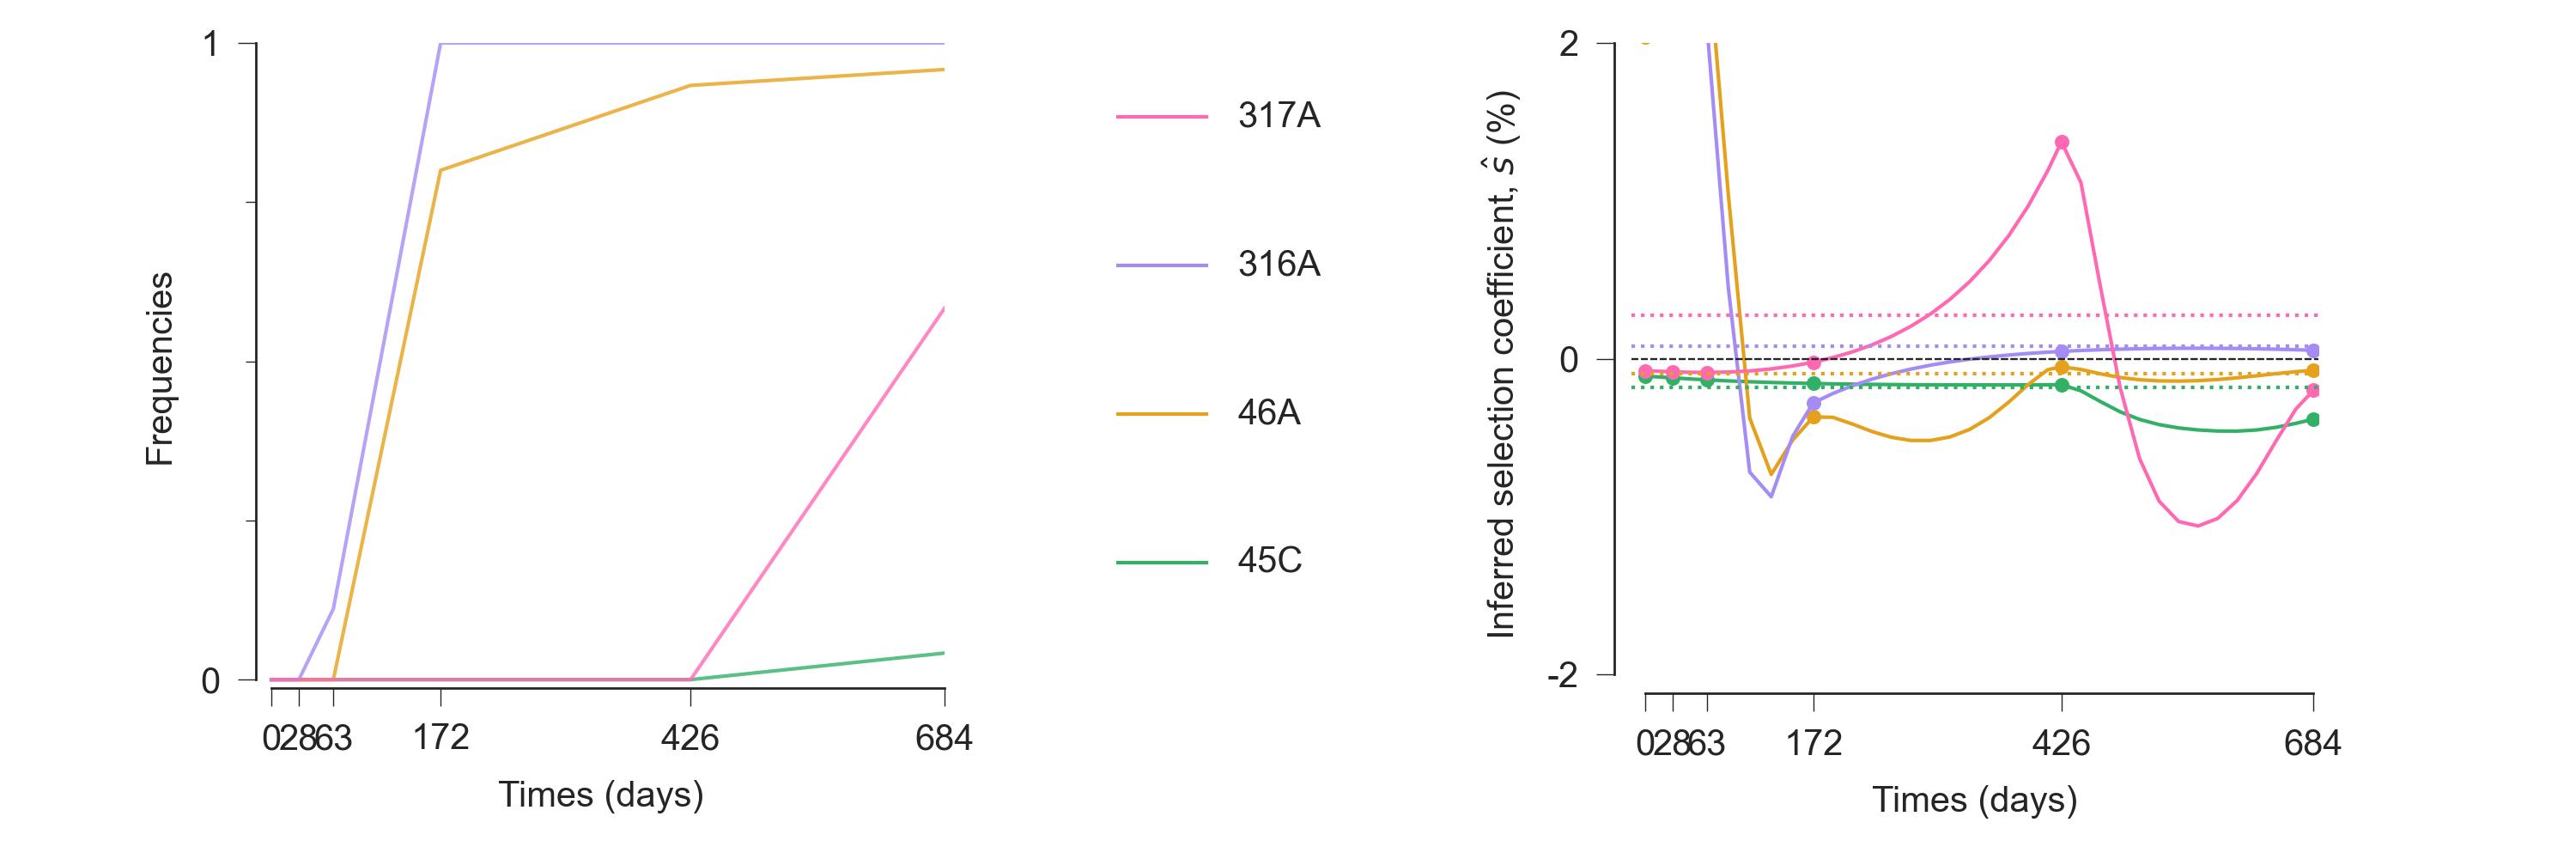 1
0
Frequencies
0 28 63 172 426 684
Times (days)
317A
316A
46A
45C
2
0
-2
Inferred selection coefficient, ŝ (%)
0 28 63 172 426 684
Times (days)